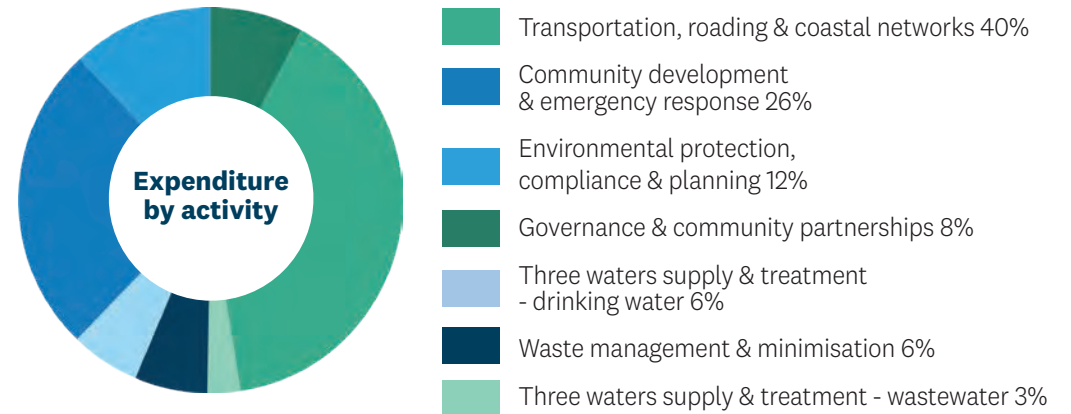 Expenditure
by activity
Transportation, roading & coastal networks 40%
Community development
& emergency response 26%
Environmental protection,
compliance & planning 12%
Governance & community partnerships 8%
Three waters supply & treatment
- drinking water 6%
Waste management & minimisation 6%
Three waters supply & treatment - wastewater 3%